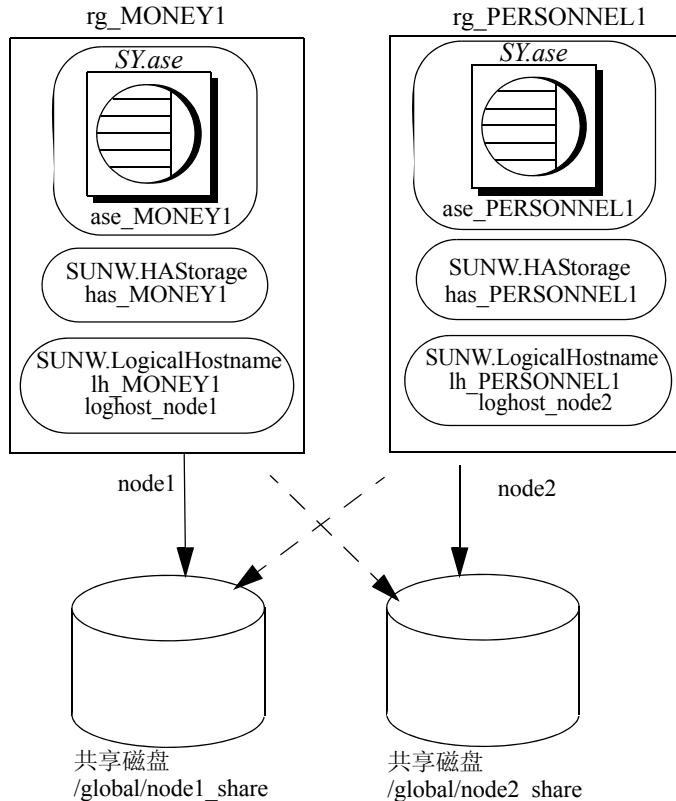 rg_MONEY1
SY.ase
ase_MONEY1
SUNW.HAStorage
has_MONEY1
SUNW.LogicalHostname
lh_MONEY1
loghost_node1
rg_PERSONNEL1
SY.ase
ase_PERSONNEL1
SUNW.HAStorage
has_PERSONNEL1
SUNW.LogicalHostname
lh_PERSONNEL1
loghost_node2
node1
node2
共享磁盘
/global/node1_share
共享磁盘
/global/node2_share